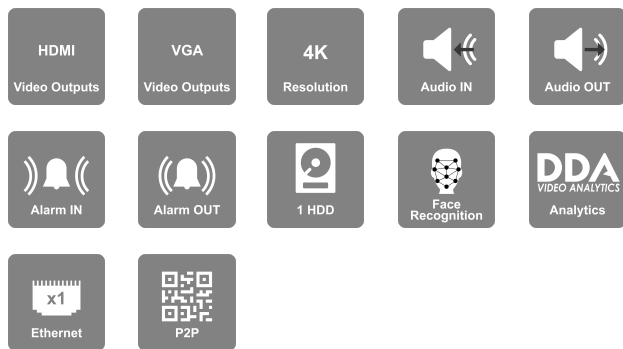 HDMI
Video Outputs
VGA
Video Outputs
4K
Resolution
Audio IN
Audio OUT
Alarm IN
Alarm OUT
1 HDD
Face
Recognition
DDA
VIDEO ANALYTICS
Analytics
x1
Ethernet
P2P